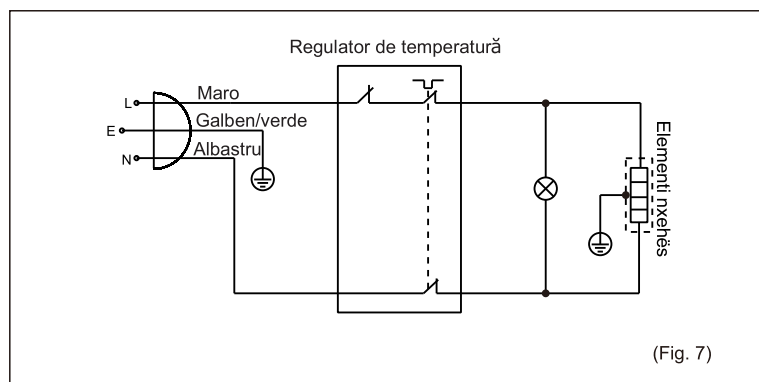 Regulator de temperatură
L
Maro
E
Galben/verde
N
Albastru
Elementi nxehës
(Fig. 7)